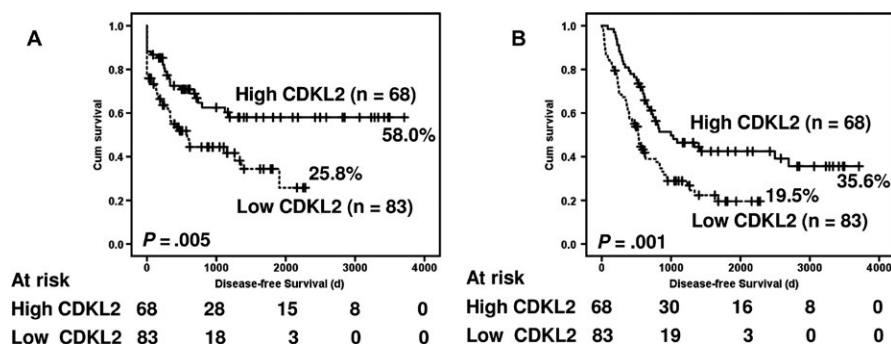 A
1.0
0.8
0.6
0.4
0.2
0.0
Cum survival
High CDKL2 (n = 68)
58.0%
25.8%
Low CDKL2 (n = 83)
P = .005
0 1000 2000 3000 4000
Disease-free Survival (d)
At risk
High CDKL2 68 28 15 8 0
Low CDKL2 83 18 3 0 0
B
1.0
0.8
0.6
0.4
0.2
0.0
Cum survival
High CDKL2 (n = 68)
35.6%
19.5%
Low CDKL2 (n = 83)
P = .001
0 1000 2000 3000 4000
Disease-free Survival (d)
At risk
High CDKL2 68 30 16 8 0
Low CDKL2 83 19 3 0 0